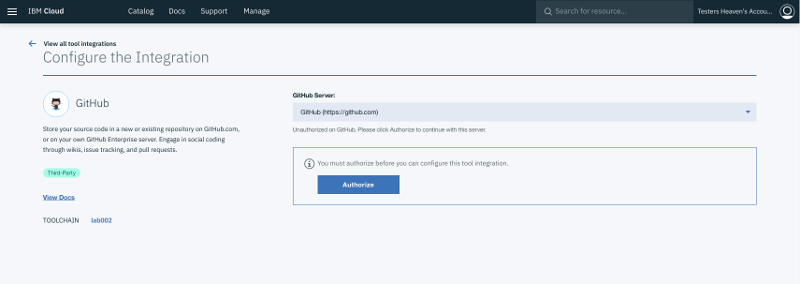 IBM Cloud Catalog Docs Support Manage Search for resource... Testers Heaven's Accou...
View all tool integrations
Configure the Integration
GitHub
Store your source code in a new or existing repository on GitHub.com,
or on your own GitHub Enterprise server. Engage in social coding
through wikis, issue tracking, and pull requests.
Third-Party
View Docs
TOOLCHAIN lab002
GitHub Server:
GitHub (https://github.com)
Unauthorized on GitHub. Please click Authorize to continue with this server.
You must authorize before you can configure this tool integration.
Authorize